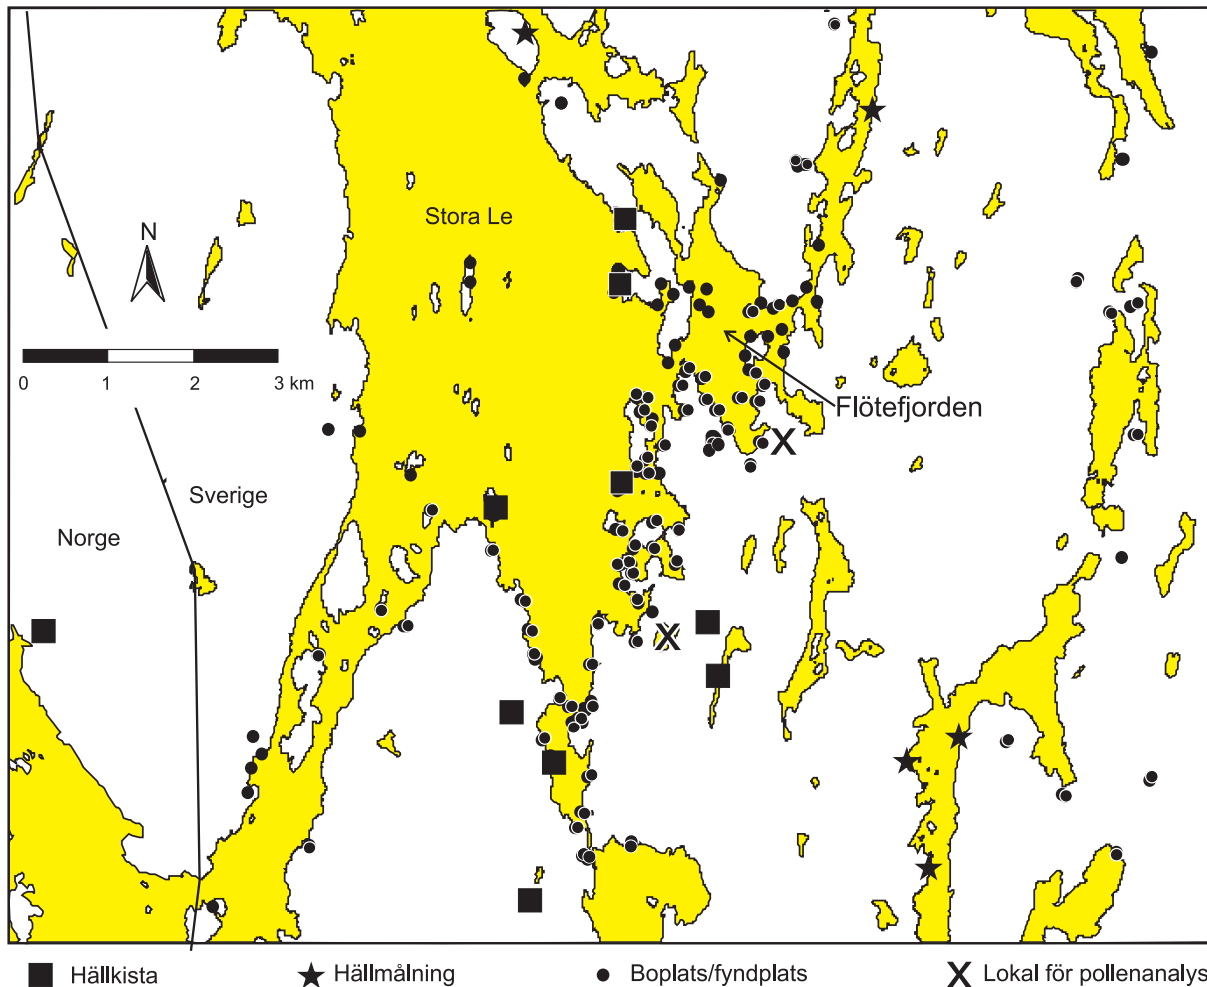 Stora Le
N
0 1 2 3 km
Flötefjorden
Sverige
Norge
Hällkista Hällmålning Boplats/fyndplats X Lokal för pollenanalys